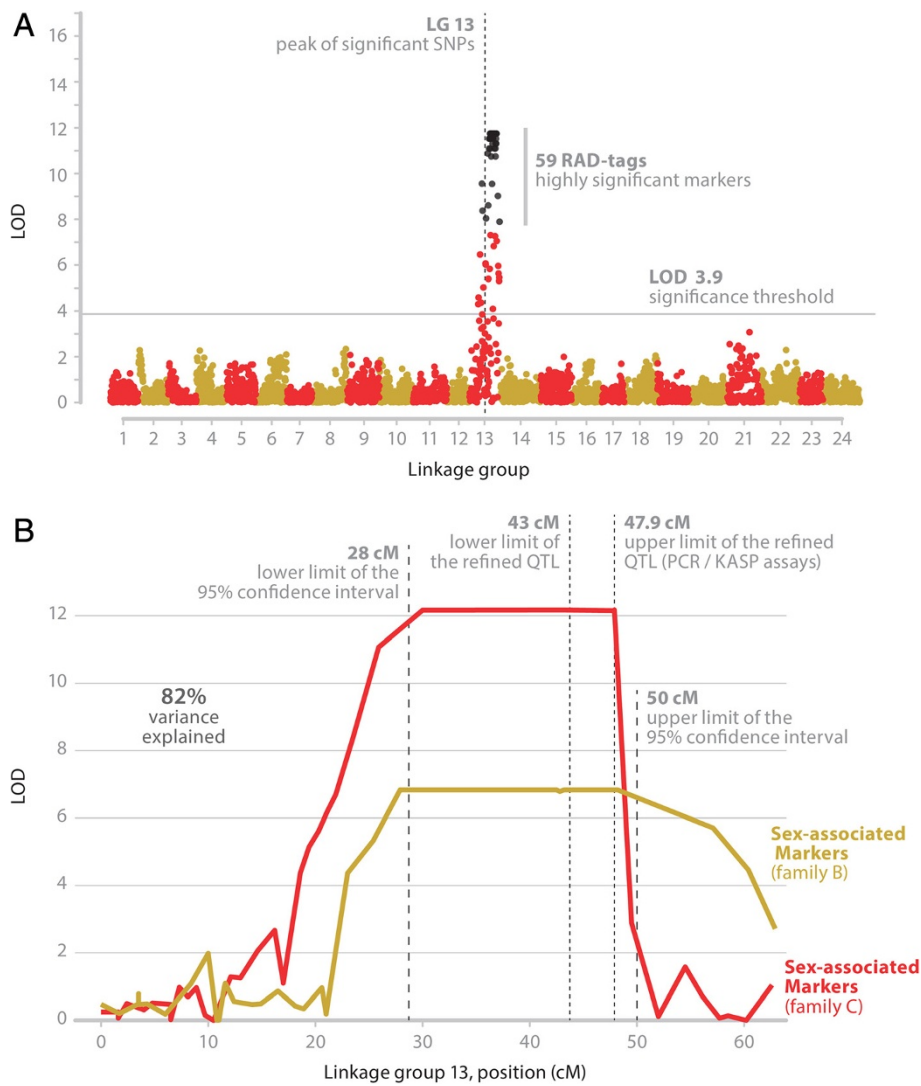 A
LG 13
peak of significant SNPs
16
14
12
10
8
6
4
2
0
LOD
59 RAD-tags
highly significant markers
LOD 3.9
significance threshold
1 2 3 4 5 6 7 8 9 10 11 12 13 14 15 16 17 18 19 20 21 22 23 24
Linkage group
B
28 cM
lower limit of the
95% confidence interval
43 cM
lower limit of
the refined QTL
47.9 cM
upper limit of the refined
QTL (PCR / KASP assays)
12
10
8
6
4
2
0
LOD
82%
variance
explained
50 cM
upper limit of the
95% confidence interval
Sex-associated
Markers
(family B)
Sex-associated
Markers
(family C)
0 10 20 30 40 50 60
Linkage group 13, position (cM)